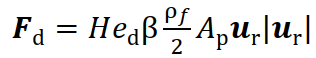 𝑭_d = 𝐻𝑒_d β (ρ_𝑓 / 2) 𝐴_p 𝒖_r|𝒖_r|